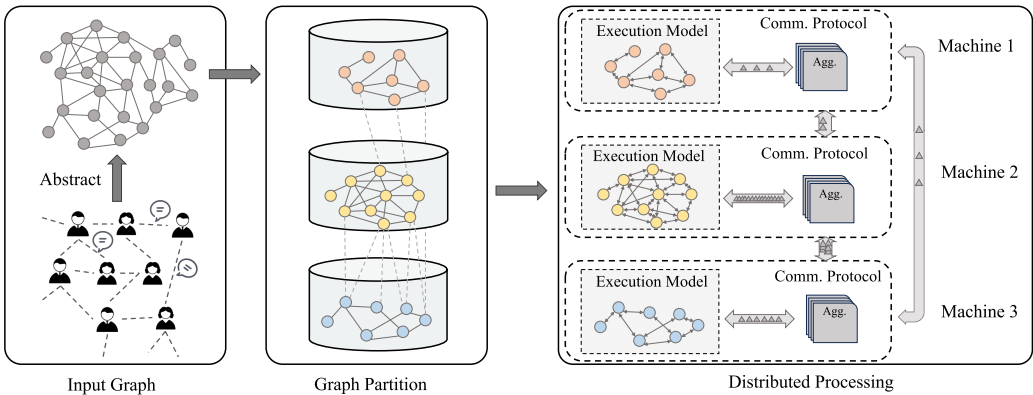 Abstract
Input Graph
Graph Partition
Execution Model
Comm. Protocol
Agg.
Machine 1
Execution Model
Comm. Protocol
Agg.
Machine 2
Execution Model
Comm. Protocol
Agg.
Machine 3
Distributed Processing